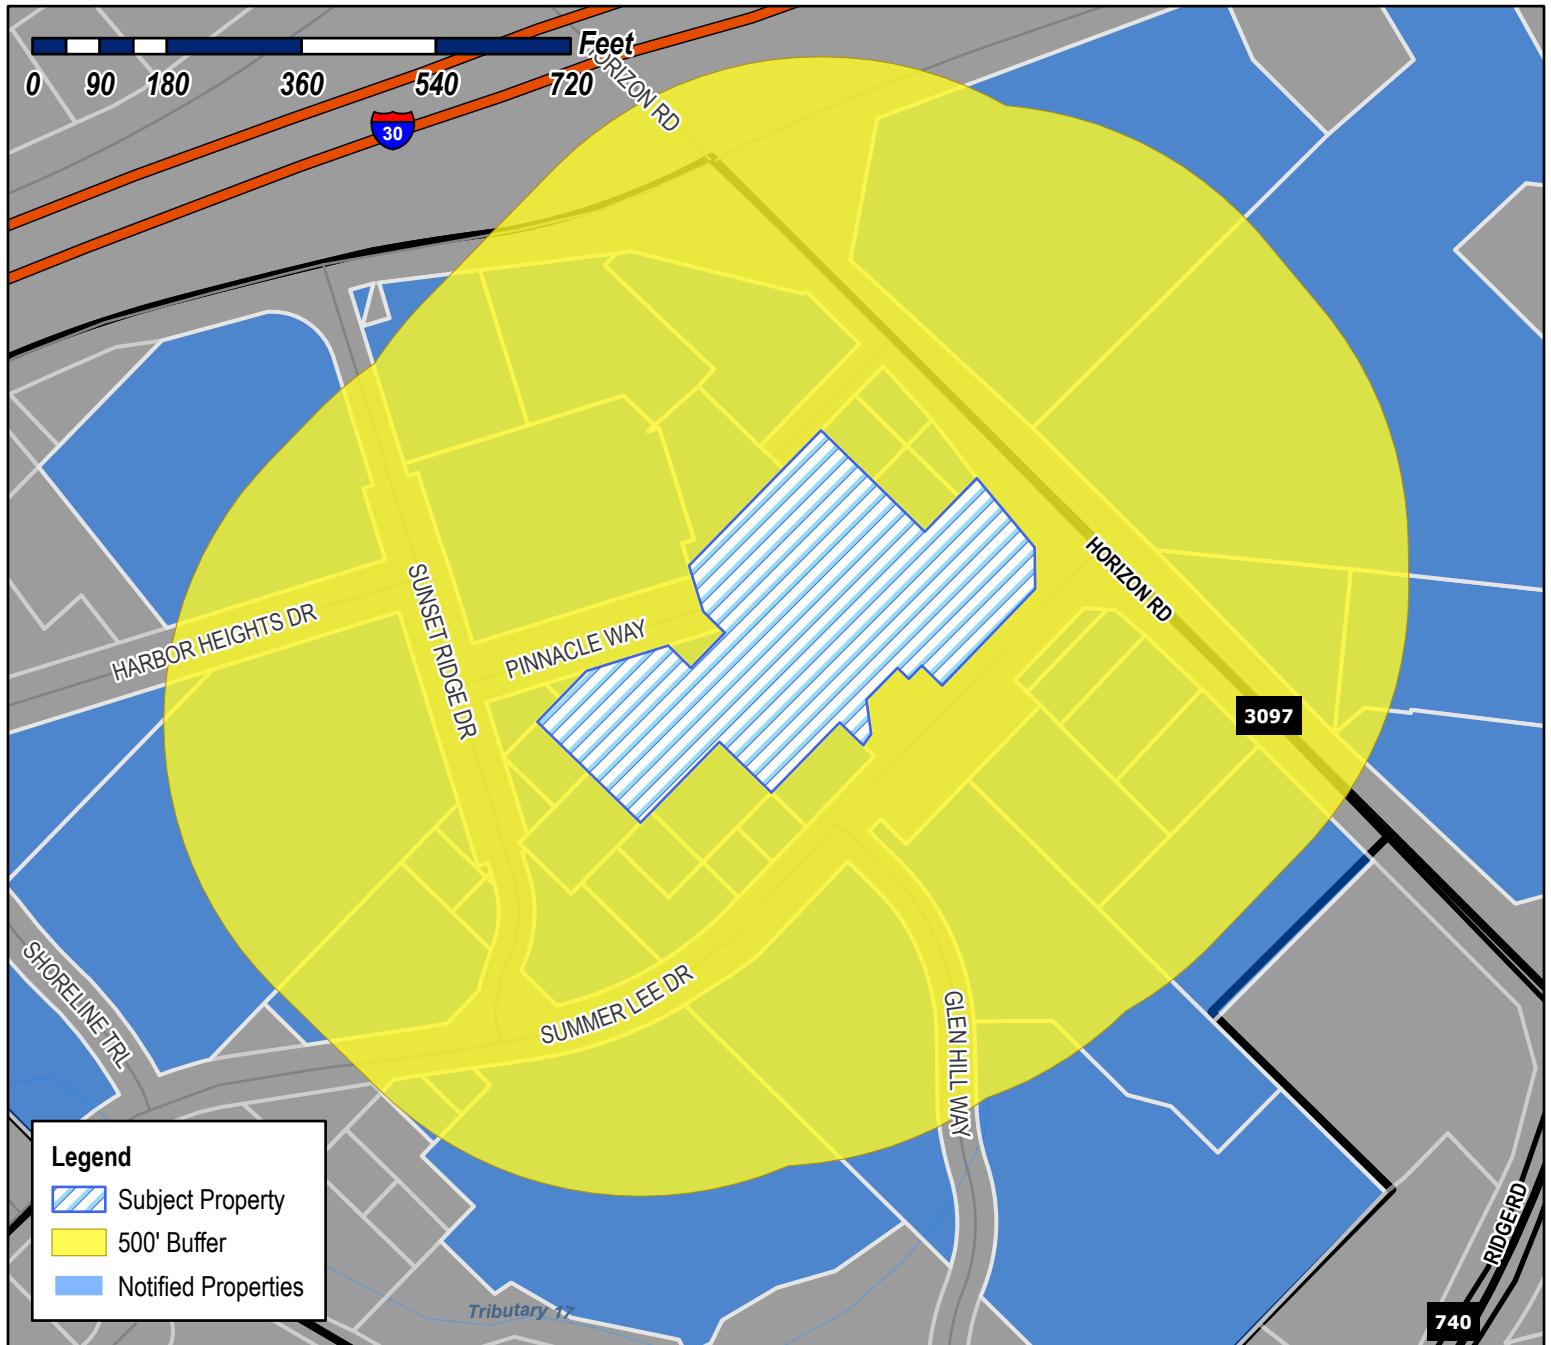 Feet
0 90 180 360 540 720
HORIZON RD
30
HARBOR HEIGHTS DR
SUNSET RIDGE DR
PINNACLE WAY
HORIZON RD
3097
SHORELINE TRL
SUMMER LEE DR
GLEN HILL WAY
Legend
Subject Property
500' Buffer
Notified Properties
Tributary 17
RIDGE RD
740